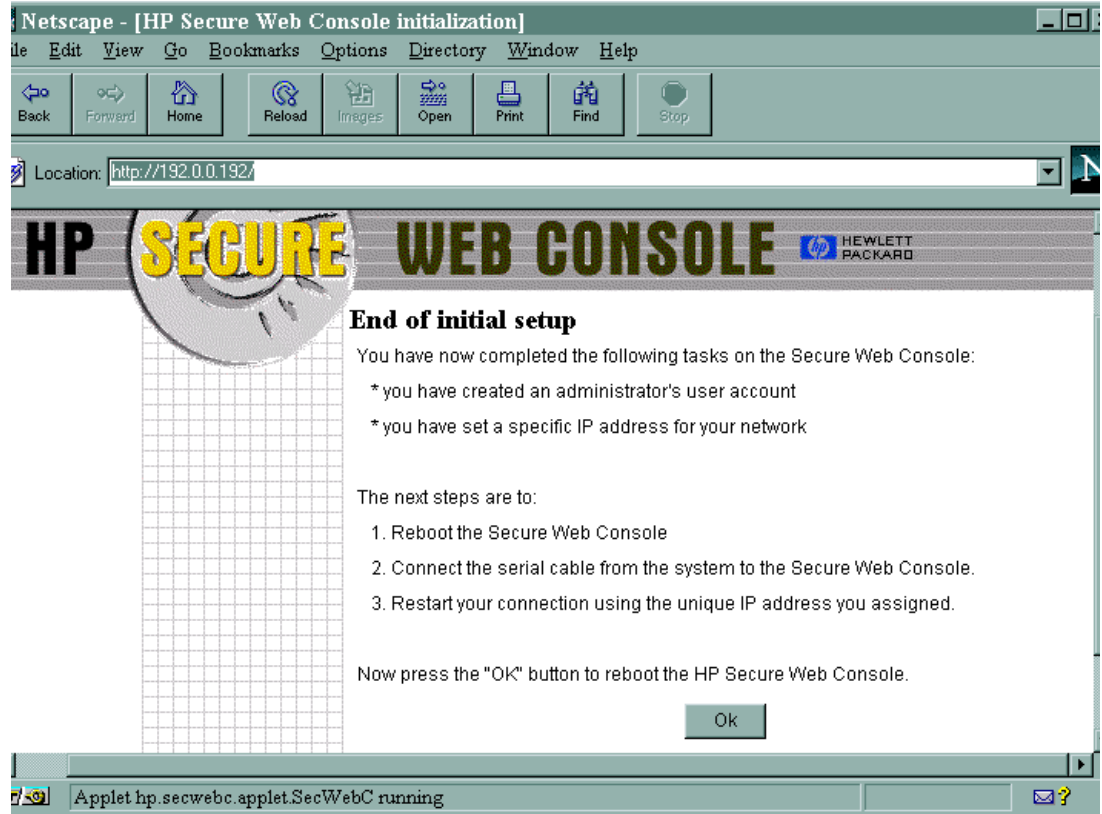 Netscape - [HP Secure Web Console initialization]
ile Edit View Go Bookmarks Options Directory Window Help
Back Forward Home Reload Images Open Print Find Stop
Location: http://192.0.0.192/
N
HP SECURE WEB CONSOLE hp HEWLETT
PACKARD
End of initial setup
You have now completed the following tasks on the Secure Web Console:
* you have created an administrator's user account
* you have set a specific IP address for your network
The next steps are to:
1. Reboot the Secure Web Console
2. Connect the serial cable from the system to the Secure Web Console.
3. Restart your connection using the unique IP address you assigned.
Now press the "OK" button to reboot the HP Secure Web Console.
Ok
Applet hp.secwebc.applet.SecWebC running
?